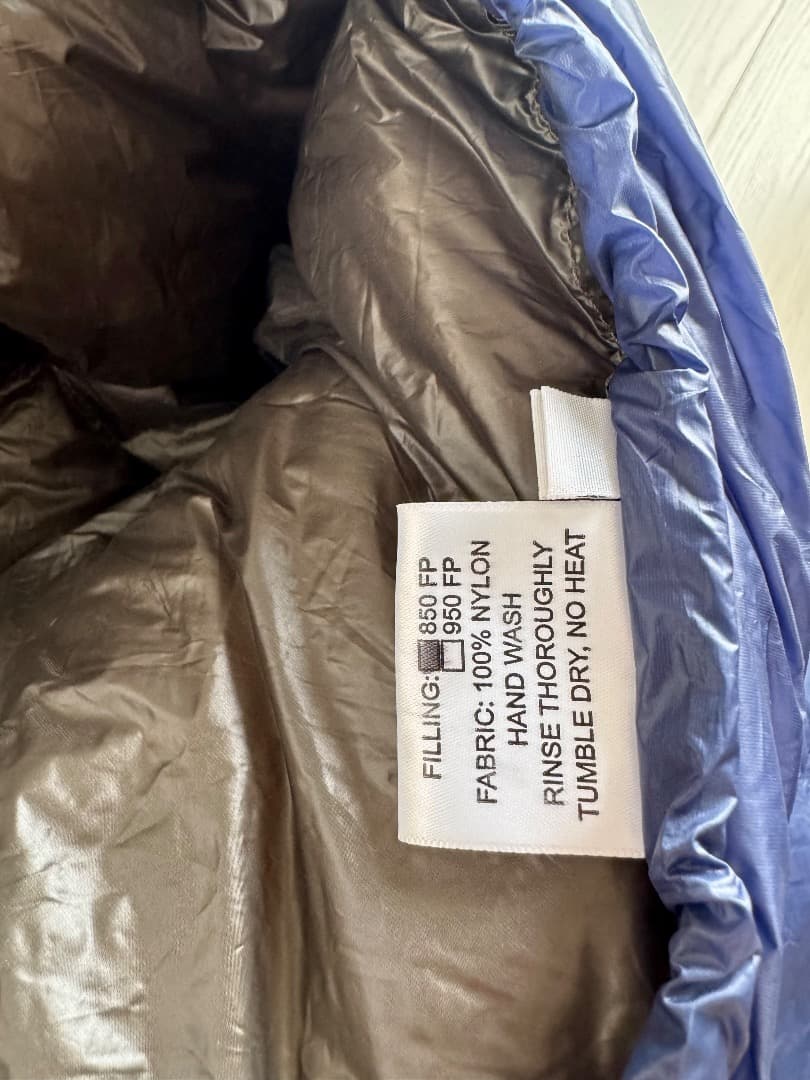 FILLING: 850 FP
950 FP
FABRIC: 100% NYLON
HAND WASH
RINSE THOROUGHLY
TUMBLE DRY, NO HEAT